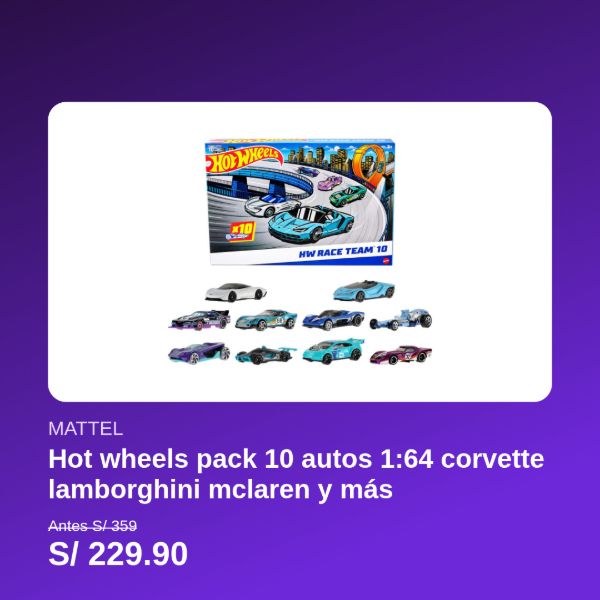 HOT WHEELS
x10
HW RACE TEAM 10
MATTEL
Hot wheels pack 10 autos 1:64 corvette
lamborghini mclaren y más
Antes S/ 359
S/ 229.90